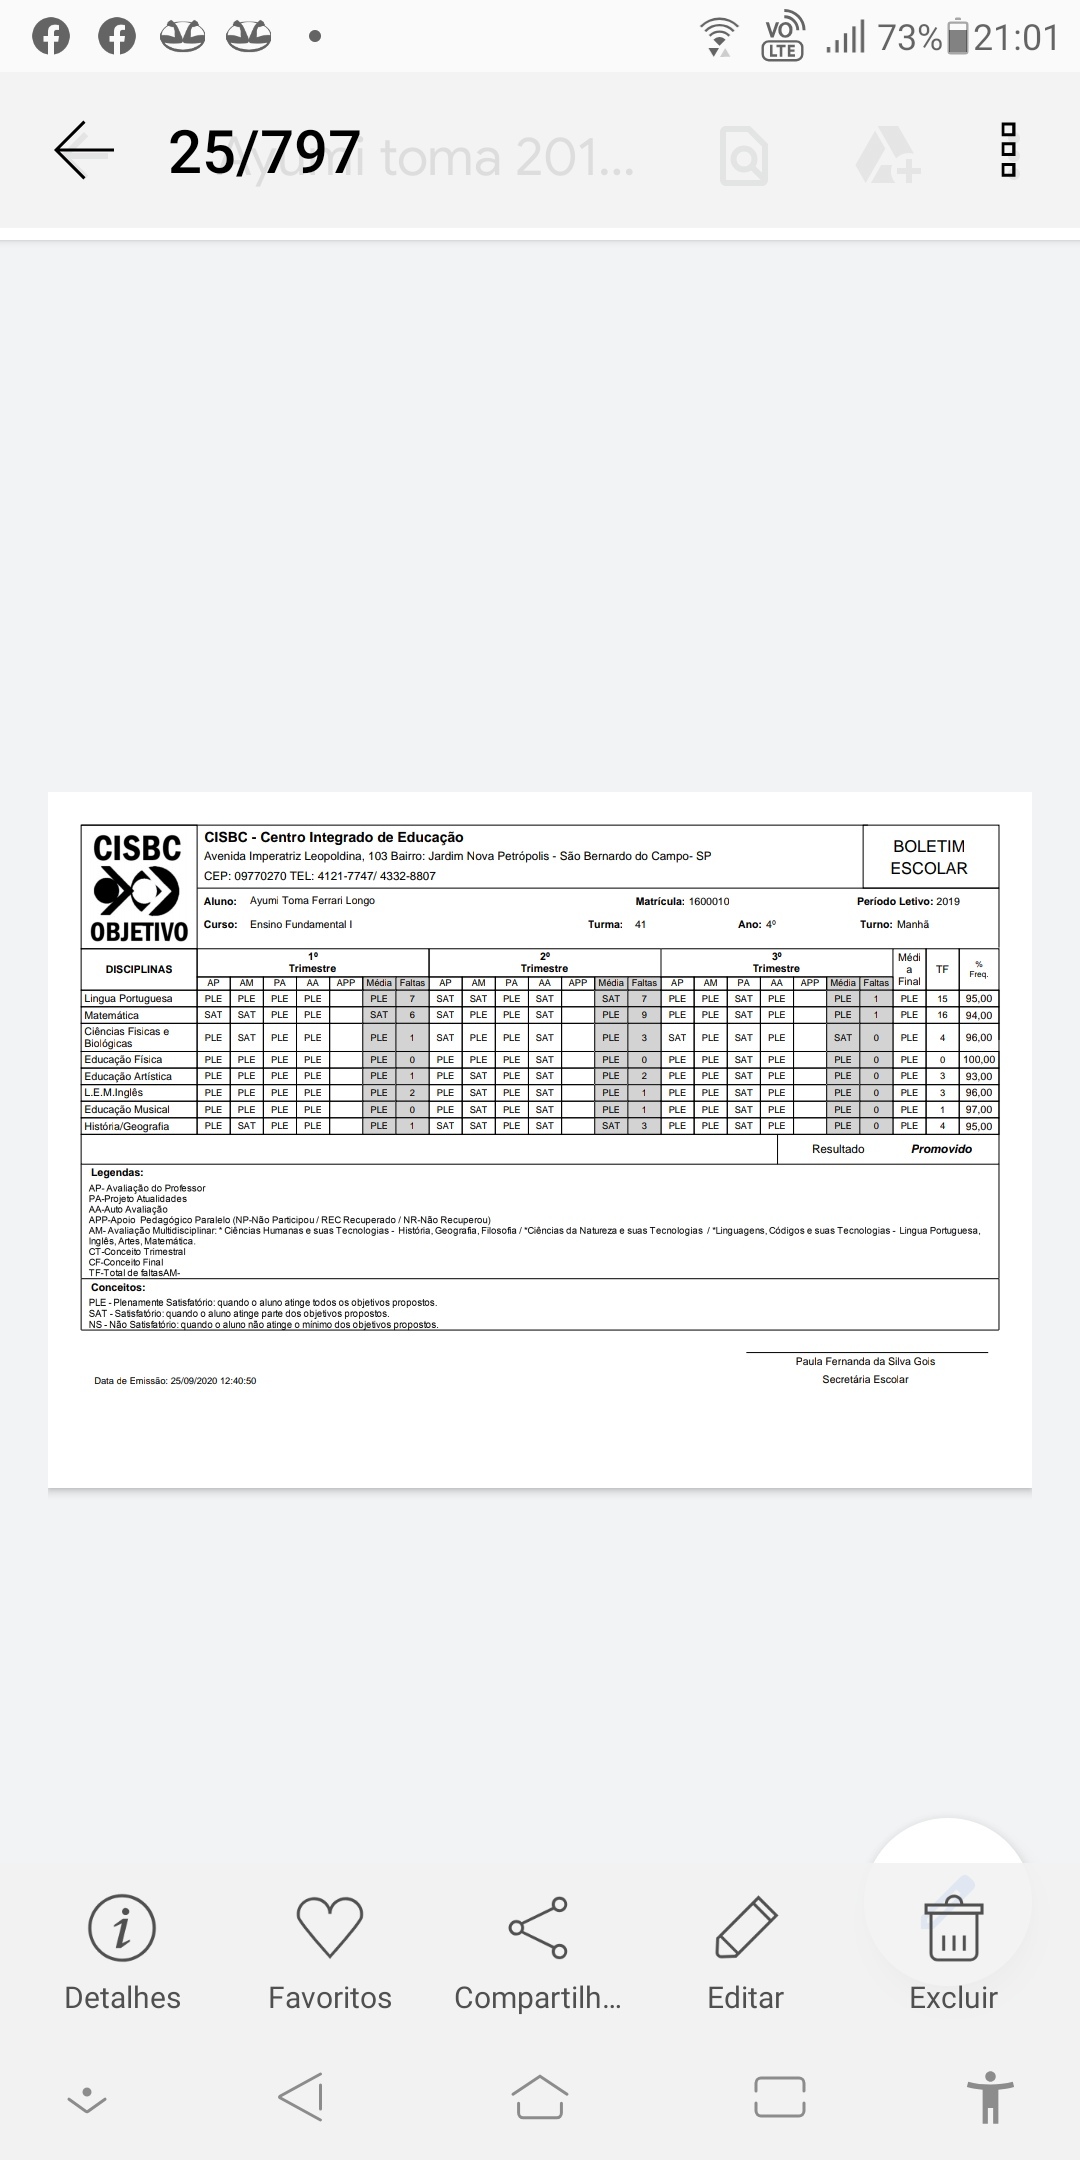 VO LTE 73% 21:01
25/797
Ayumi toma 201...
CISBC
OBJETIVO
CISBC - Centro Integrado de Educação
Avenida Imperatriz Leopoldina, 103 Bairro: Jardim Nova Petrópolis - São Bernardo do Campo- SP
CEP: 09770270 TEL: 4121-7747/ 4332-8807
BOLETIM
ESCOLAR
Aluno: Ayumi Toma Ferrari Longo Matrícula: 1600010 Período Letivo: 2019
Curso: Ensino Fundamental I Turma: 41 Ano: 4º Turno: Manhã
DISCIPLINAS 1º Trimestre 2º Trimestre 3º Trimestre Média Final TF % Freq.
AP AM PA AA APP Média Faltas AP AM PA AA APP Média Faltas AP AM PA AA APP Média Faltas
Lingua Portuguesa PLE PLE PLE PLE PLE 7 SAT SAT PLE SAT SAT 7 PLE PLE SAT PLE PLE 1 PLE 15 95,00
Matemática SAT SAT PLE PLE SAT 6 SAT PLE PLE SAT PLE 9 PLE PLE SAT PLE PLE 1 PLE 16 94,00
Ciências Fisicas e Biológicas PLE SAT PLE PLE PLE 1 SAT PLE PLE SAT PLE 3 SAT PLE SAT PLE SAT 0 PLE 4 96,00
Educação Física PLE PLE PLE PLE PLE 0 PLE PLE PLE SAT PLE 0 PLE PLE SAT PLE PLE 0 PLE 0 100,00
Educação Artística PLE PLE PLE PLE PLE 1 PLE SAT PLE SAT PLE 2 PLE PLE SAT PLE PLE 0 PLE 3 93,00
L.E.M.Inglês PLE PLE PLE PLE PLE 2 PLE SAT PLE SAT PLE 1 PLE PLE SAT PLE PLE 0 PLE 3 96,00
Educação Musical PLE PLE PLE PLE PLE 0 PLE SAT PLE SAT PLE 1 PLE PLE SAT PLE PLE 0 PLE 1 97,00
História/Geografia PLE SAT PLE PLE PLE 1 SAT SAT PLE SAT SAT 3 PLE PLE SAT PLE PLE 0 PLE 4 95,00
Resultado Promovido
Legendas:
AP- Avaliação do Professor
PA-Projeto Atualidades
AA-Auto Avaliação
APP-Apoio Pedagógico Paralelo (NP-Não Participou / REC Recuperado / NR-Não Recuperou)
AM- Avaliação Multidisciplinar: * Ciências Humanas e suas Tecnologias - História, Geografia, Filosofia / *Ciências da Natureza e suas Tecnologias / *Linguagens, Códigos e suas Tecnologias - Lingua Portuguesa,
Inglês, Artes, Matemática.
CT-Conceito Trimestral
CF-Conceito Final
TF-Total de faltasAM-
Conceitos:
PLE - Plenamente Satisfatório: quando o aluno atinge todos os objetivos propostos.
SAT - Satisfatório: quando o aluno atinge parte dos objetivos propostos.
NS - Não Satisfatório: quando o aluno não atinge o mínimo dos objetivos propostos.
Paula Fernanda da Silva Gois
Secretária Escolar
Data de Emissão: 25/09/2020 12:40:50
Detalhes Favoritos Compartilh... Editar Excluir